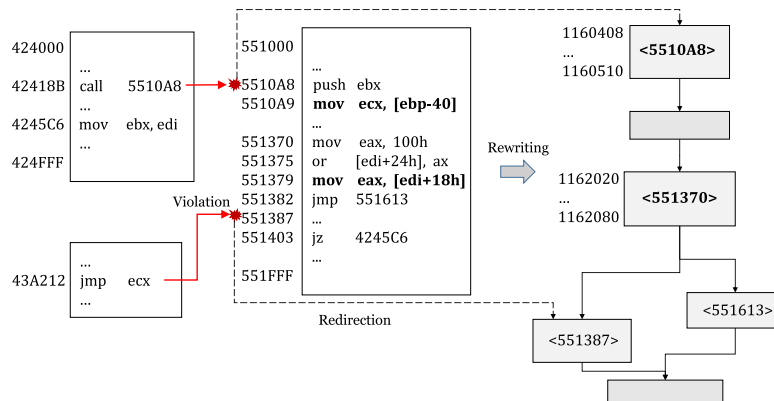 424000
...
42418B call 5510A8
...
4245C6 mov ebx, edi
...
424FFF
Violation
...
43A212 jmp ecx
...
551000
...
5510A8 push ebx
5510A9 mov ecx, [ebp-40]
...
551370 mov eax, 100h
551375 or [edi+24h], ax
551379 mov eax, [edi+18h]
551382 jmp 551613
551387 ...
551403 jz 4245C6
...
551FFF
Redirection
Rewriting
1160408
...
1160510
<5510A8>
1162020
...
1162080
<551370>
<551613>
<551387>